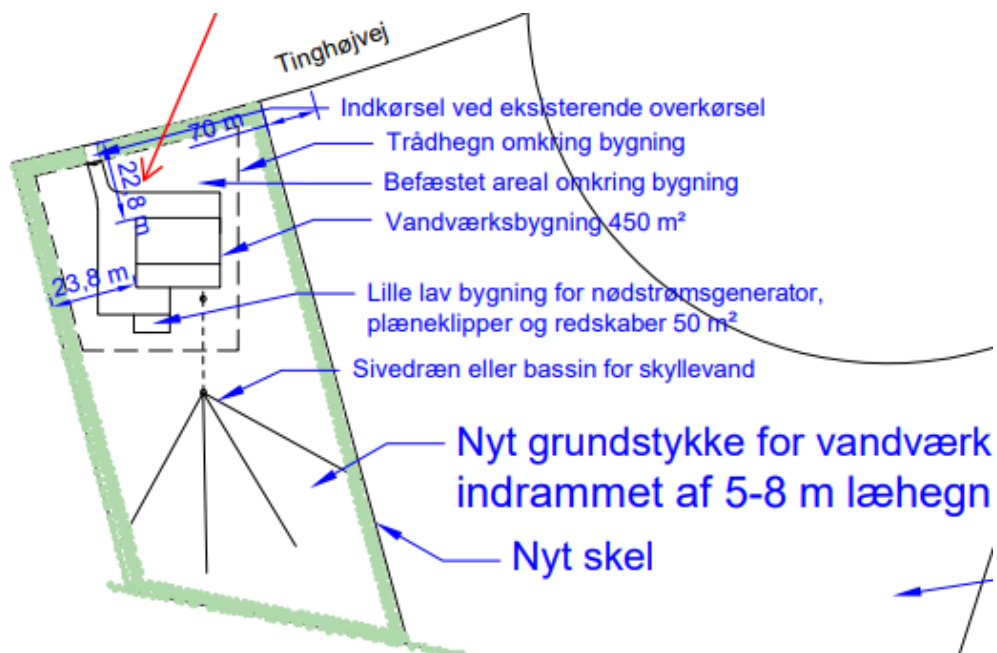 Tinghøjvej
Indkørsel ved eksisterende overkørsel
70 m
Trådhegn omkring bygning
22,8 m
Befæstet areal omkring bygning
Vandværksbygning 450 m²
23,8 m
Lille lav bygning for nødstrømsgenerator,
plæneklipper og redskaber 50 m²
Sivedræn eller bassin for skyllevand
Nyt grundstykke for vandværk
indrammet af 5-8 m læhegn
Nyt skel